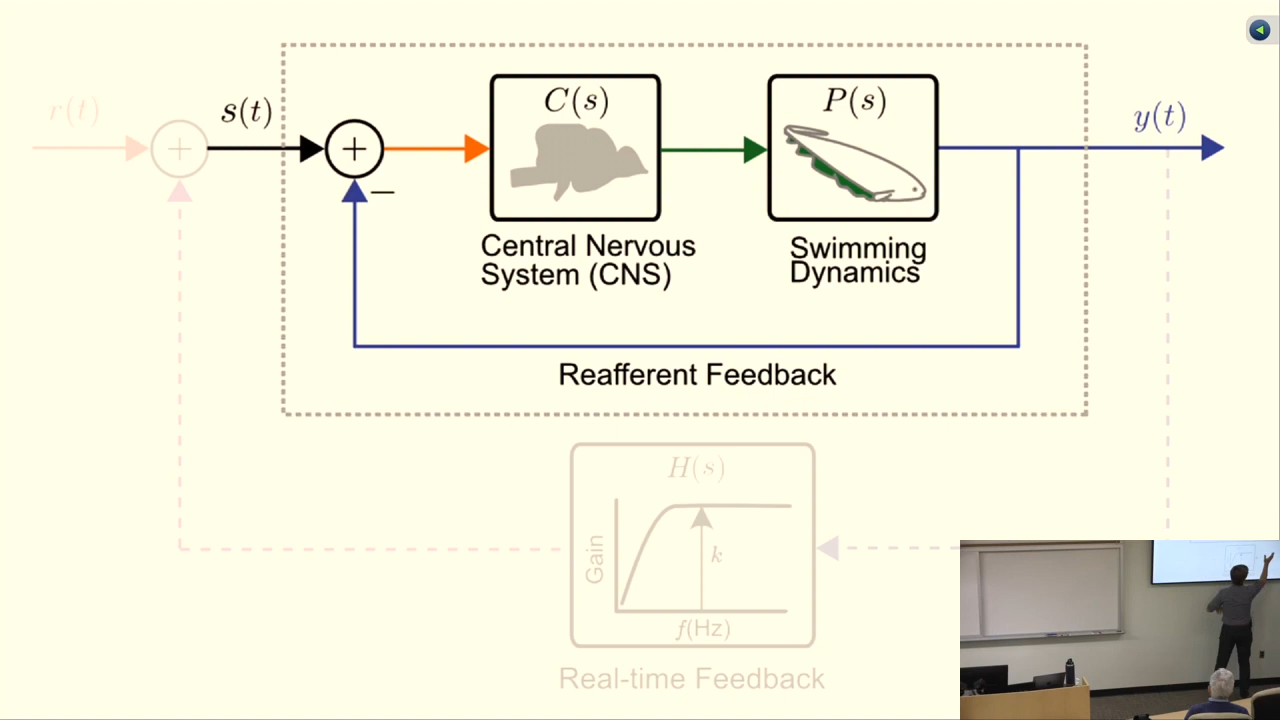 r(t)
s(t)
+
+
−
C(s)
P(s)
y(t)
Central Nervous
System (CNS)
Swimming
Dynamics
Reafferent Feedback
H(s)
Gain
k
f(Hz)
Real-time Feedback